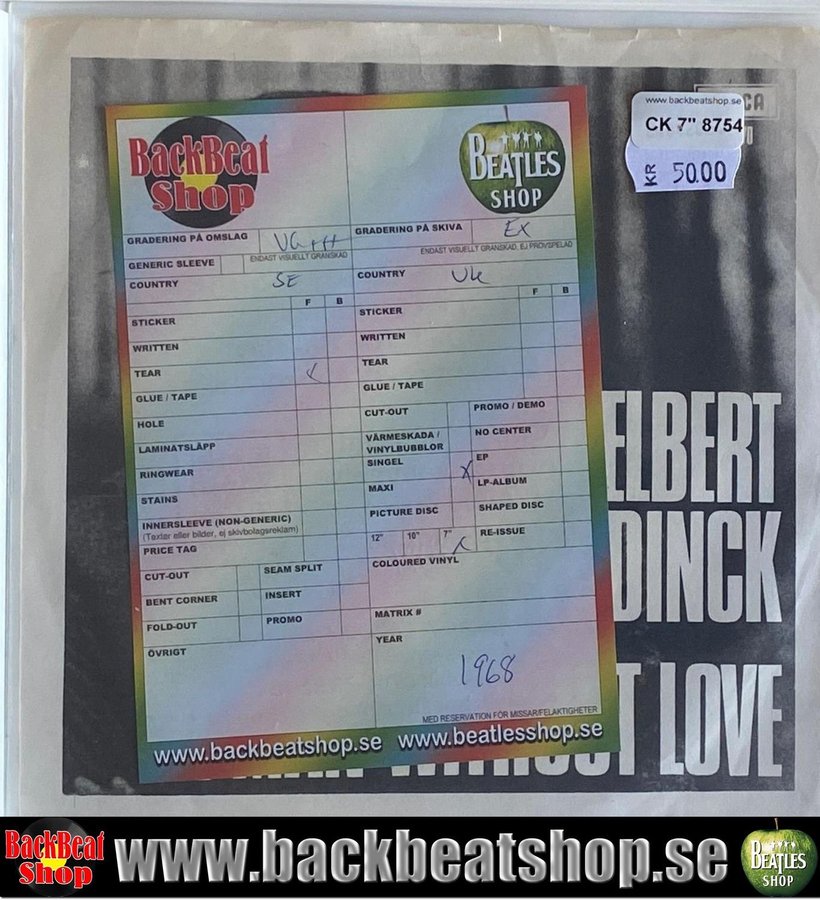 www.backbeatshop.se
CK 7" 8754
KR 50.00
CA
BackBeat
Shop
BEATLES
SHOP
GRADERING PÅ OMSLAG
GRADERING PÅ SKIVA Ex
ENDAST VISUELLT GRANSKAD
ENDAST VISUELLT GRANSKAD, EJ PROVSPELAD
GENERIC SLEEVE
COUNTRY SE
COUNTRY UK
F B
F B
STICKER
STICKER
WRITTEN
WRITTEN
TEAR
TEAR
GLUE / TAPE
GLUE / TAPE
HOLE
CUT-OUT
PROMO / DEMO
LAMINATSLÄPP
VÄRMESKADA /
VINYLBUBBLOR
NO CENTER
RINGWEAR
SINGEL X
EP
STAINS
MAXI
LP-ALBUM
INNERSLEEVE (NON-GENERIC)
(Texter eller bilder, ej skivbolagsreklam)
PICTURE DISC
SHAPED DISC
PRICE TAG
12" 10" 7"
RE-ISSUE
CUT-OUT
SEAM SPLIT
COLOURED VINYL
BENT CORNER
INSERT
FOLD-OUT
PROMO
MATRIX #
ÖVRIGT
YEAR
1968
MED RESERVATION FÖR MISSAR/FELAKTIGHETER
www.backbeatshop.se www.beatlesshop.se
ELBERT
DINCK
T LOVE
BackBeat
Shop
www.backbeatshop.se
BEATLES
SHOP